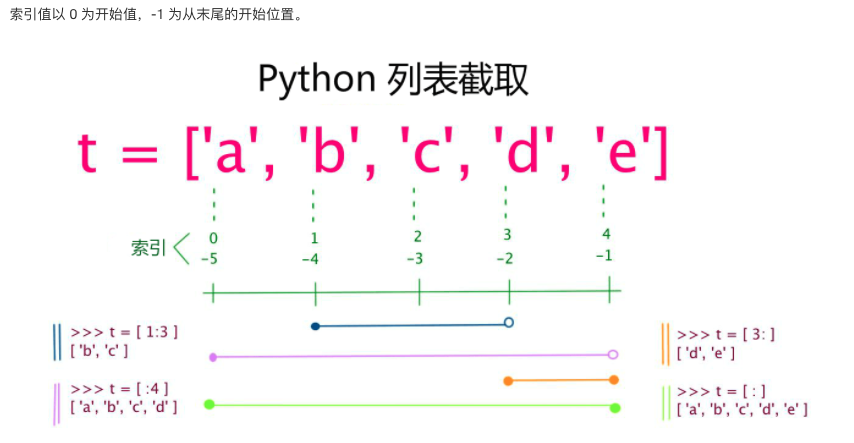 索引值以 0 为开始值，-1 为从末尾的开始位置。
Python 列表截取
t = ['a', 'b', 'c', 'd', 'e']
索引
0 1 2 3 4
-5 -4 -3 -2 -1
>>> t = [ 1:3 ]
[ 'b', 'c' ]
>>> t = [ :4 ]
[ 'a', 'b', 'c', 'd' ]
>>> t = [ 3: ]
[ 'd', 'e' ]
>>> t = [ : ]
[ 'a', 'b', 'c', 'd', 'e' ]